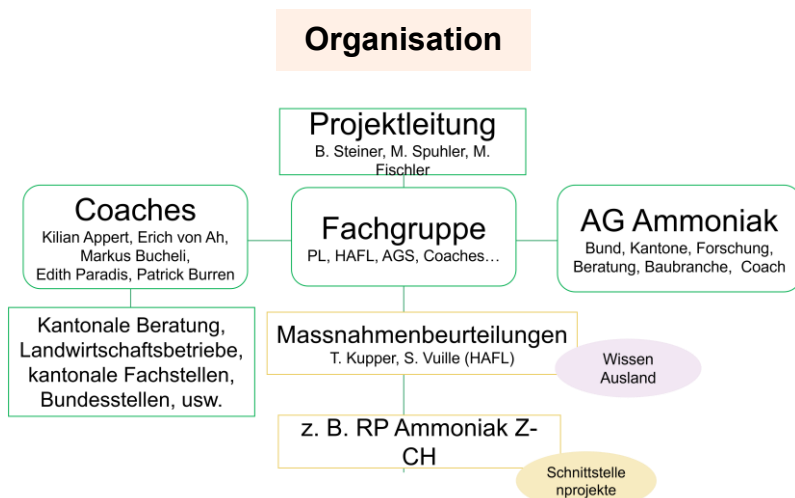 Organisation
Projektleitung
B. Steiner, M. Spuhler, M.
Fischler
Coaches
Kilian Appert, Erich von Ah,
Markus Bucheli,
Edith Paradis, Patrick Burren
Fachgruppe
PL, HAFL, AGS, Coaches…
AG Ammoniak
Bund, Kantone, Forschung,
Beratung, Baubranche, Coach
Kantonale Beratung,
Landwirtschaftsbetriebe,
kantonale Fachstellen,
Bundesstellen, usw.
Massnahmenbeurteilungen
T. Kupper, S. Vuille (HAFL)
Wissen
Ausland
z. B. RP Ammoniak Z-
CH
Schnittstelle
nprojekte